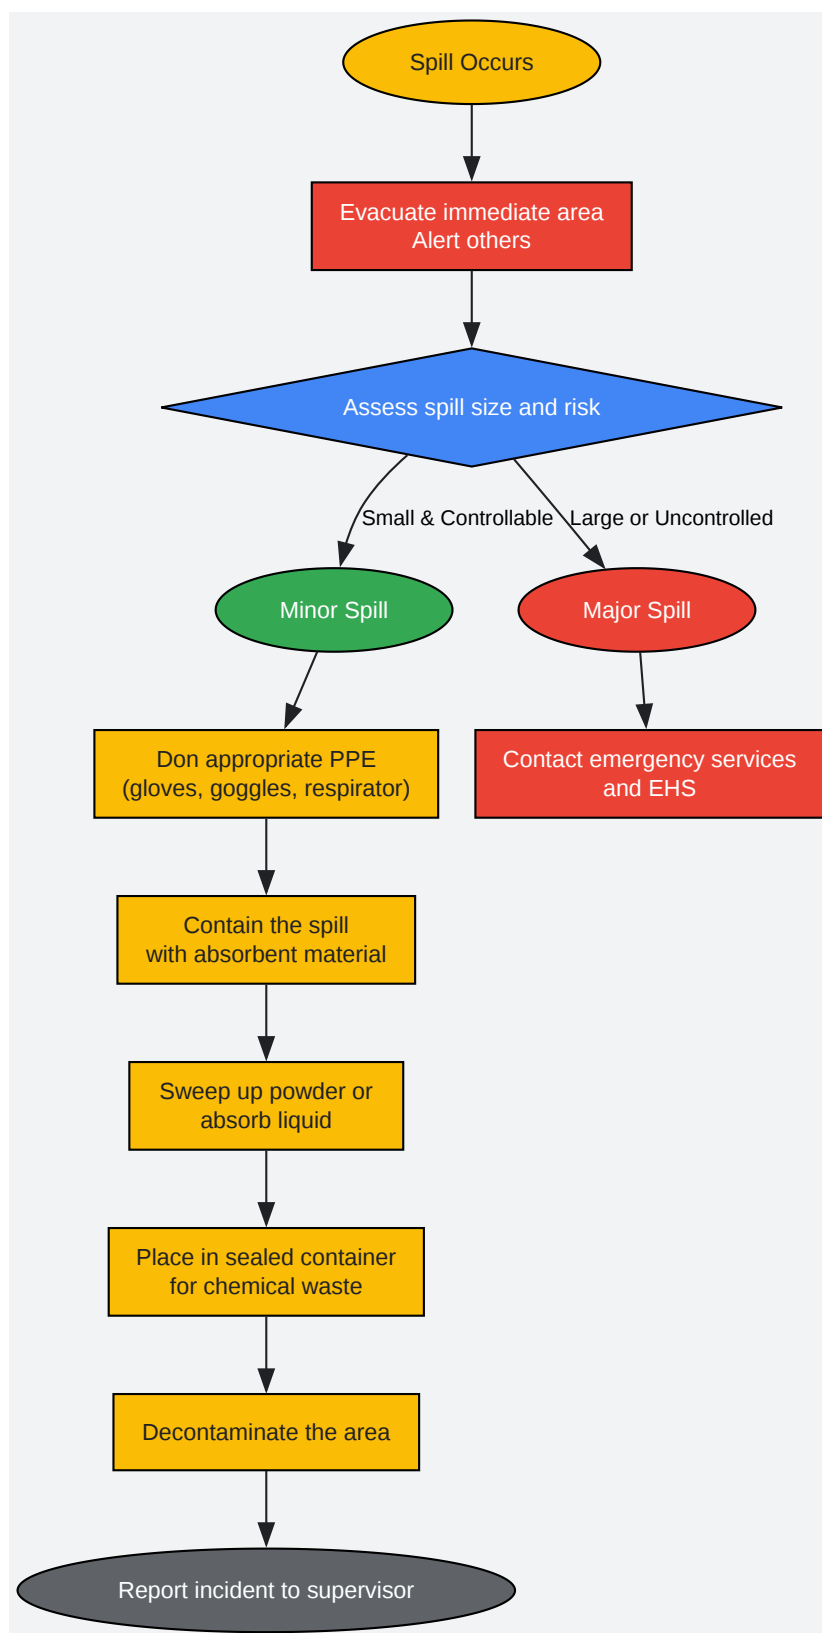 Spill Occurs
Evacuate immediate area
Alert others
Assess spill size and risk
Small & Controllable
Large or Uncontrolled
Minor Spill
Major Spill
Don appropriate PPE
(gloves, goggles, respirator)
Contact emergency services
and EHS
Contain the spill
with absorbent material
Sweep up powder or
absorb liquid
Place in sealed container
for chemical waste
Decontaminate the area
Report incident to supervisor